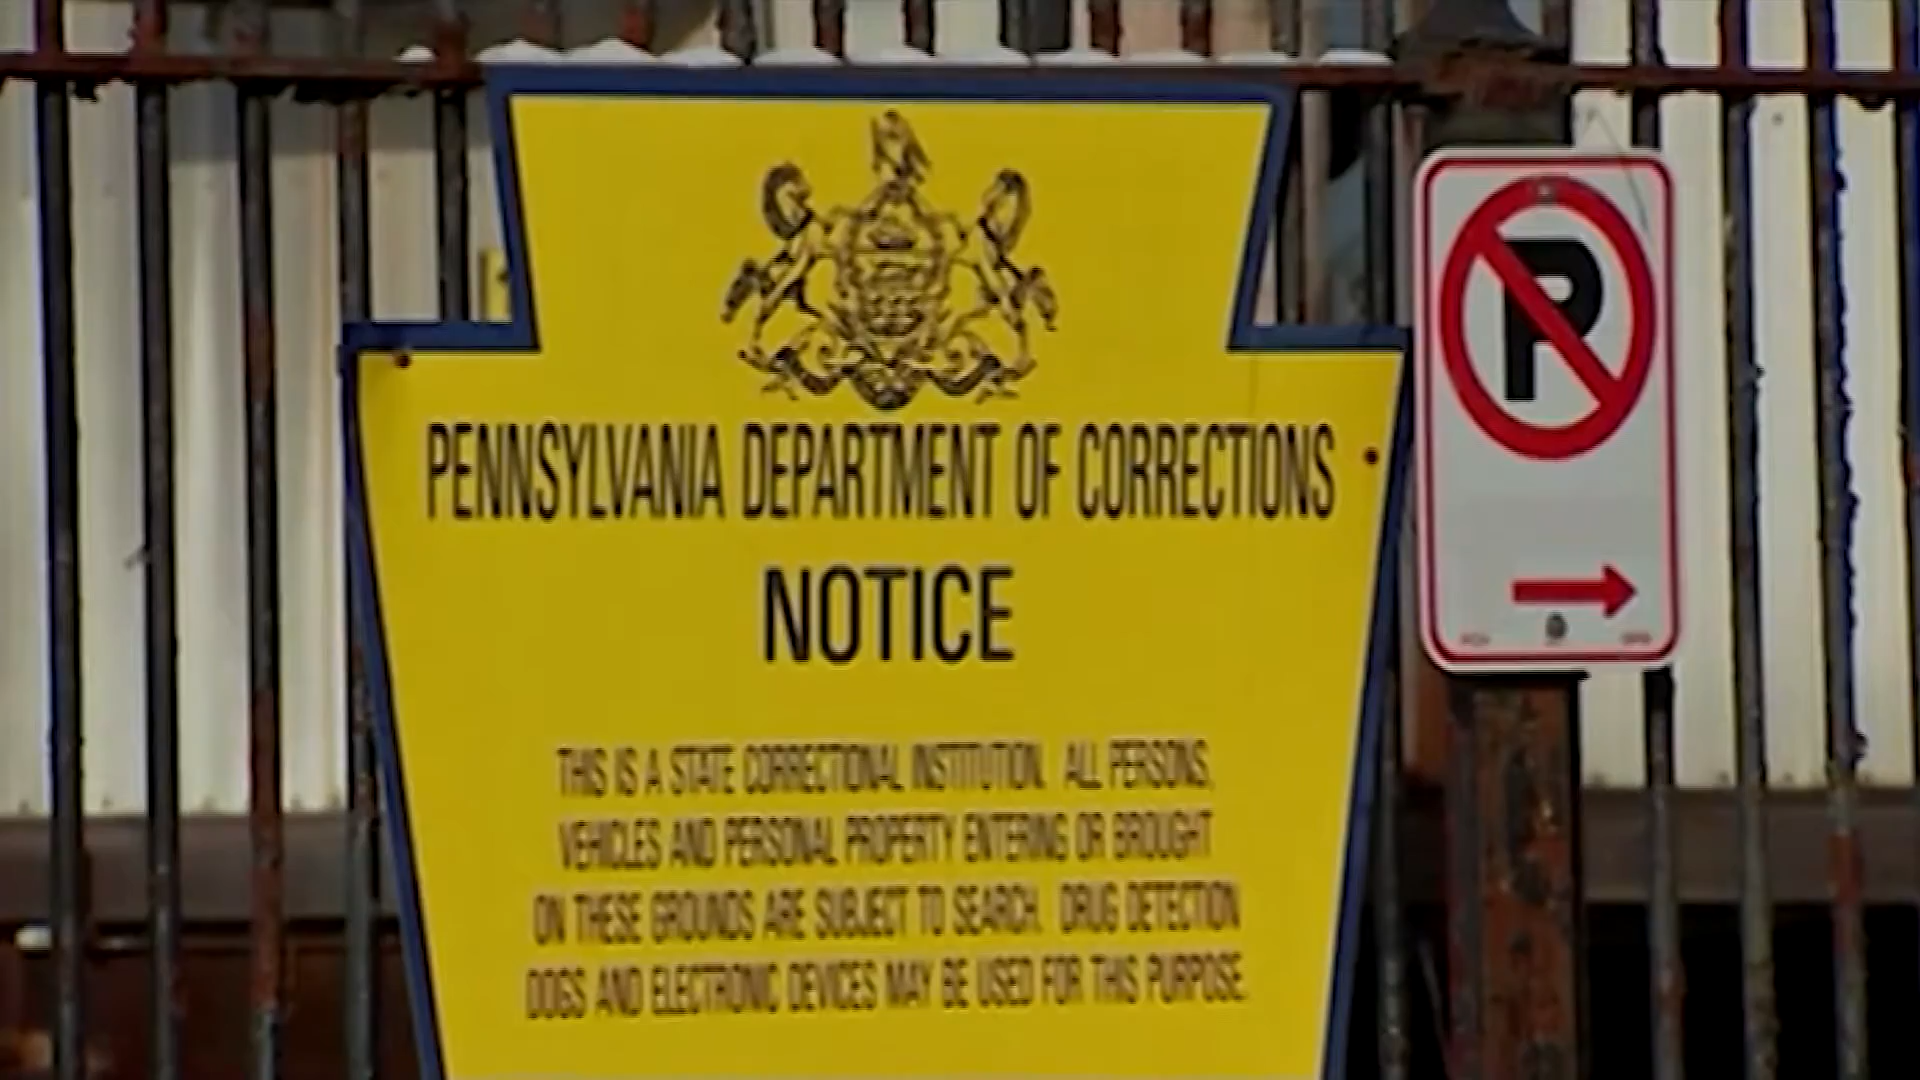 PENNSYLVANIA DEPARTMENT OF CORRECTIONS
NOTICE
THIS IS A STATE CORRECTIONAL INSTITUTION. ALL PERSONS,
VEHICLES AND PERSONAL PROPERTY ENTERING OR BROUGHT
ON THESE GROUNDS ARE SUBJECT TO SEARCH. DRUG DETECTION
DOGS AND ELECTRONIC DEVICES MAY BE USED FOR THIS PURPOSE.
P